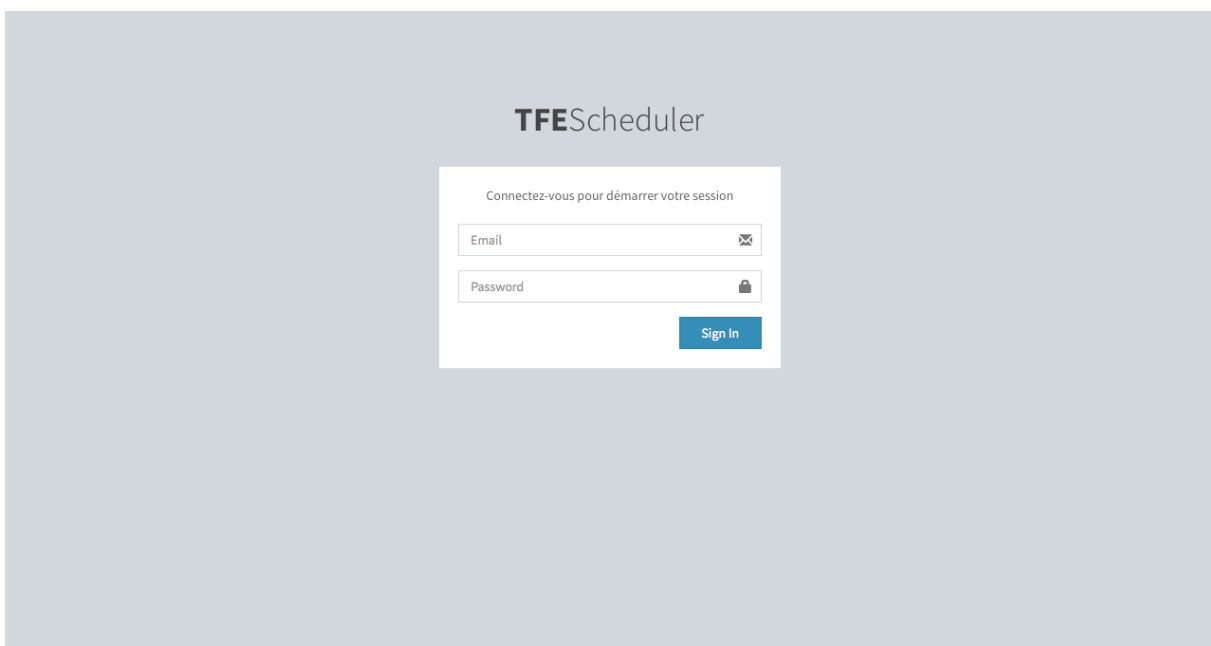 TFEScheduler
Connectez-vous pour démarrer votre session
Email
Password
Sign In